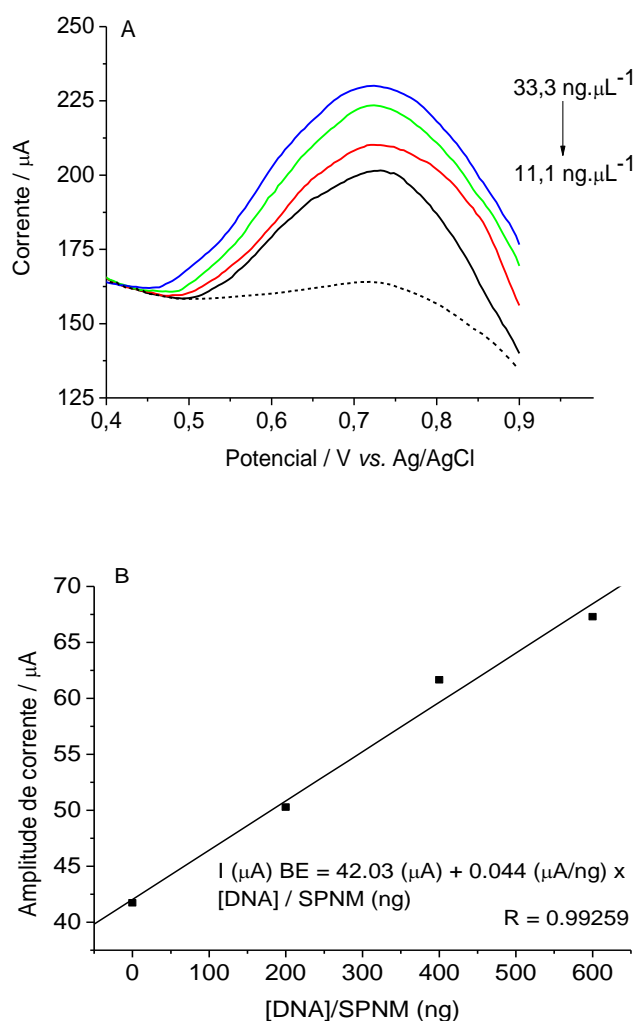 A
250
225
200
175
150
125
Corrente / μA
33,3 ng.μL-1
11,1 ng.μL-1
0,4 0,5 0,6 0,7 0,8 0,9
Potencial / V vs. Ag/AgCl
B
70
65
60
55
50
45
40
Amplitude de corrente / μA
I (μA) BE = 42.03 (μA) + 0.044 (μA/ng) x
[DNA] / SPNM (ng)
R = 0.99259
0 100 200 300 400 500 600
[DNA]/SPNM (ng)